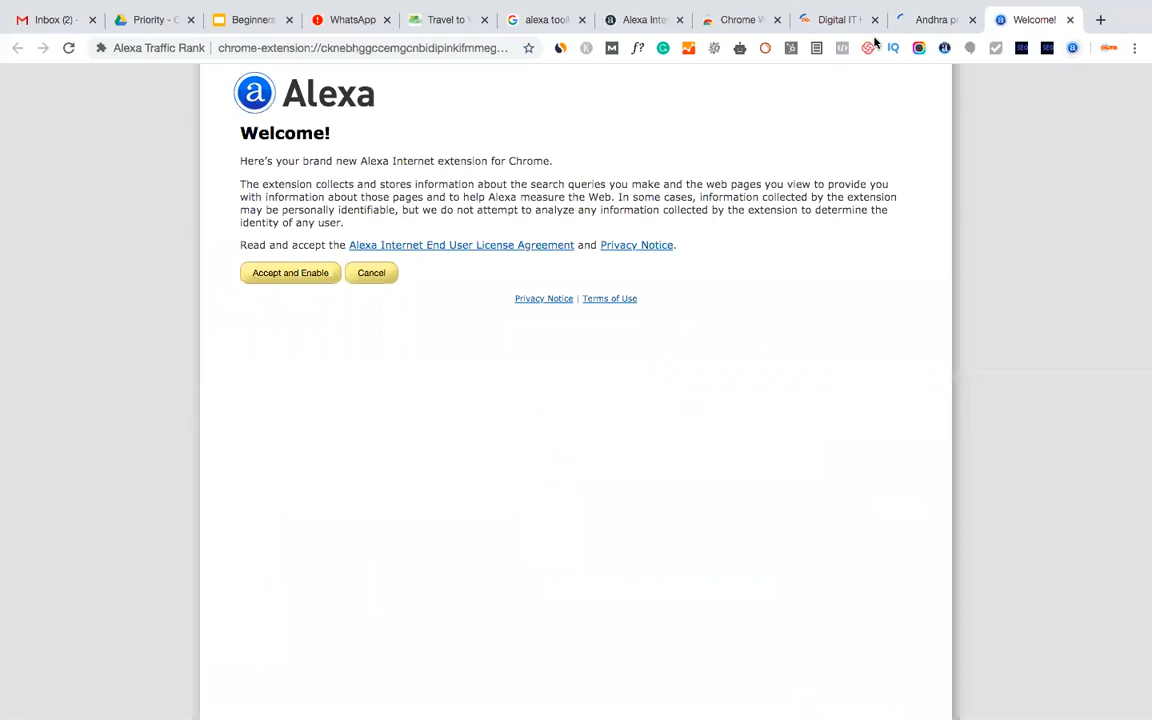 Inbox (2) -
Priority - G
Beginner
WhatsApp
Travel to
alexa tool
Alexa Inte
Chrome W
Digital IT H
Andhra p
Welcome!
Alexa Traffic Rank
chrome-extension://cknebhggccemgcnbidipinkifmmeg...
Alexa
Welcome!
Here's your brand new Alexa Internet extension for Chrome.
The extension collects and stores information about the search queries you make and the web pages you view to provide you
with information about those pages and to help Alexa measure the Web. In some cases, information collected by the extension
may be personally identifiable, but we do not attempt to analyze any information collected by the extension to determine the
identity of any user.
Read and accept the Alexa Internet End User License Agreement and Privacy Notice.
Accept and Enable
Cancel
Privacy Notice | Terms of Use